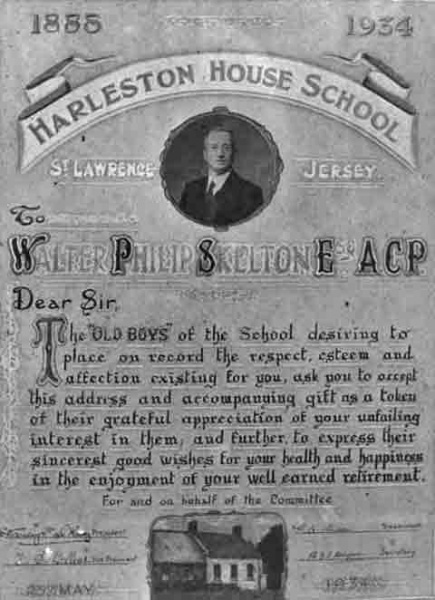 1885 1934
HARLESTON HOUSE SCHOOL
ST LAWRENCE JERSEY
To
WALTER PHILIP SKELTON ESQ ACP
Dear Sir,
The "OLD BOYS" of the School desiring to
place on record the respect, esteem and
affection existing for you, ask you to accept
this address and accompanying gift as a token
of their grateful appreciation of your unfailing
interest in them, and further, to express their
sincerest good wishes for your health and happiness
in the enjoyment of your well earned retirement.
For and on behalf of the Committee
President
Secretary
MAY 1934